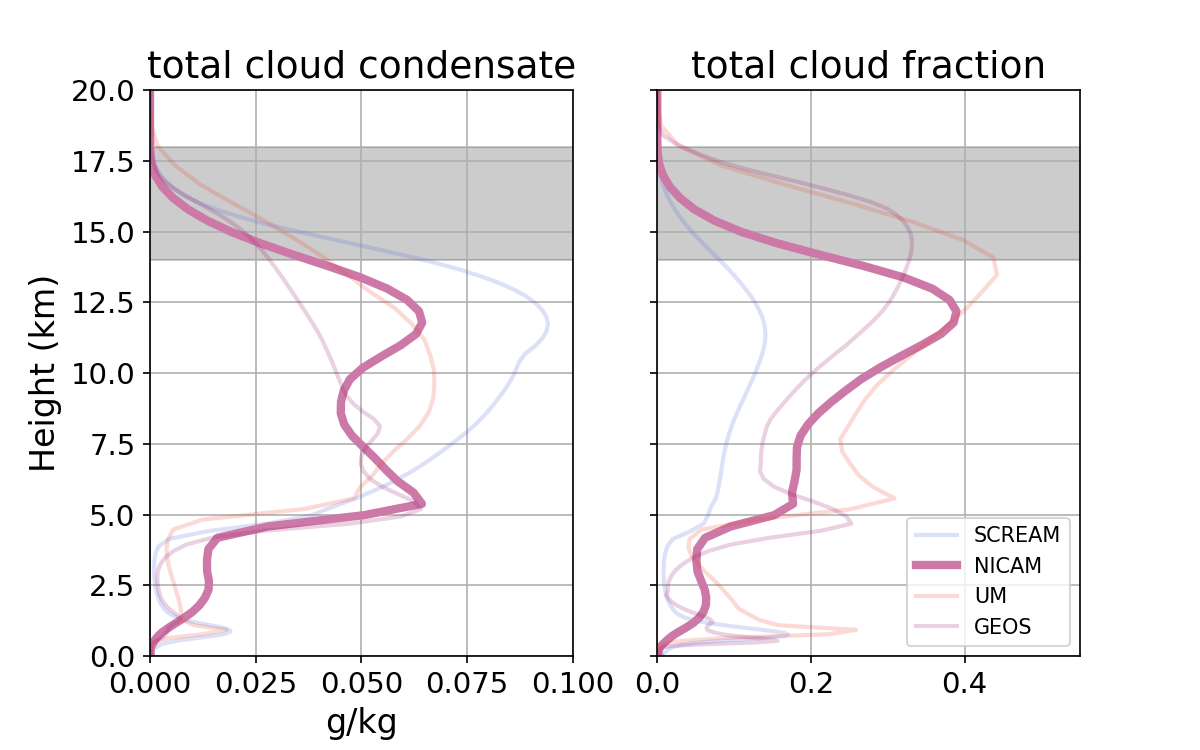 total cloud condensate
total cloud fraction
20.0
17.5
15.0
12.5
10.0
7.5
5.0
2.5
0.0
Height (km)
0.000 0.025 0.050 0.075 0.100
g/kg
0.0 0.2 0.4
SCREAM
NICAM
UM
GEOS